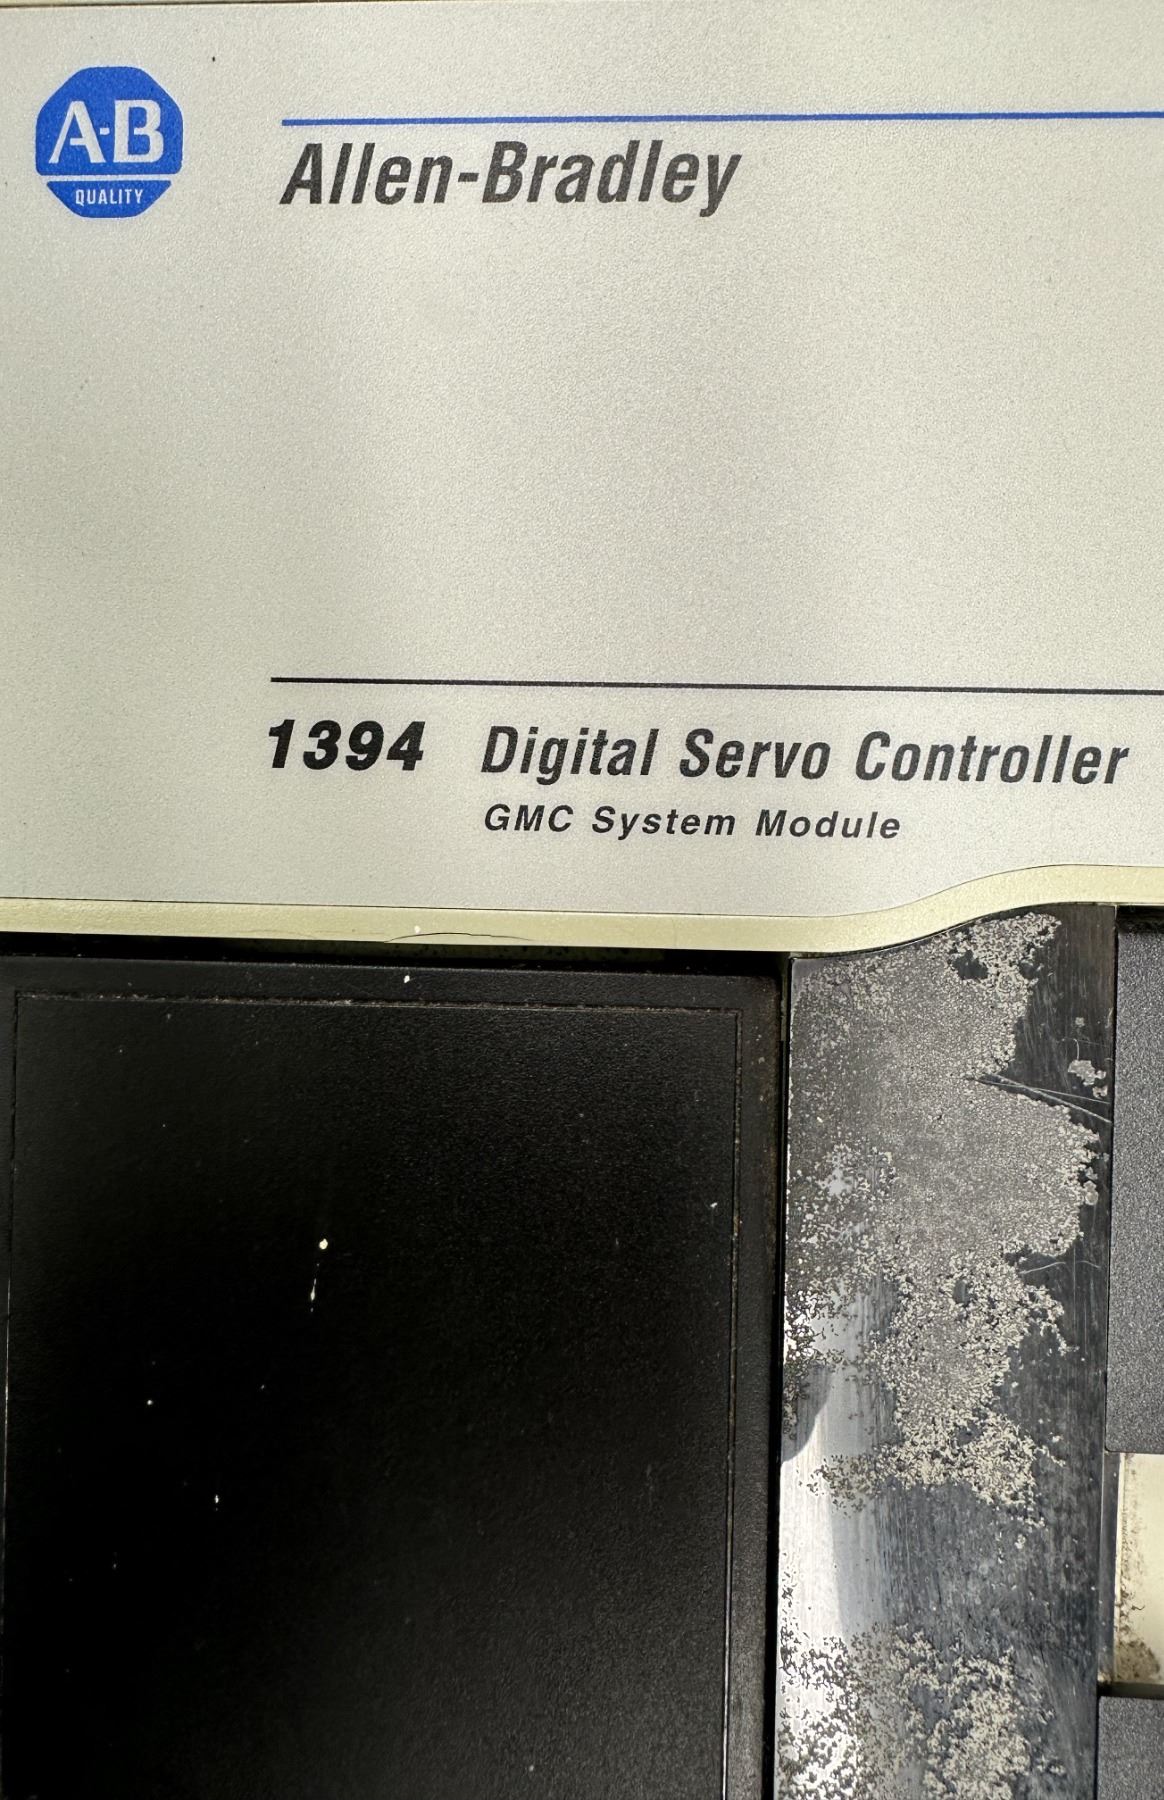 A-B
QUALITY
Allen-Bradley
1394 Digital Servo Controller
GMC System Module